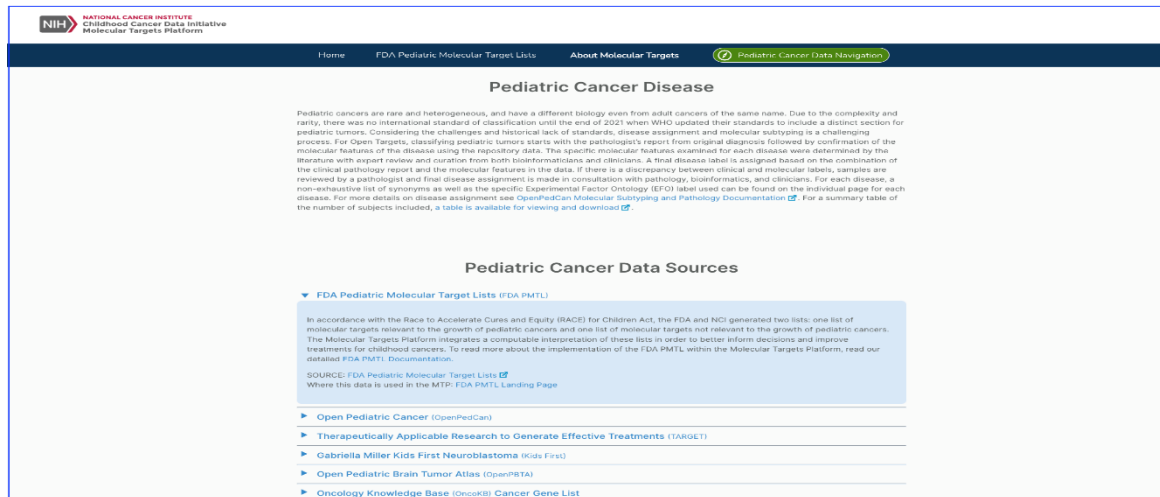 NIH
NATIONAL CANCER INSTITUTE
Childhood Cancer Data Initiative
Molecular Targets Platform
Home FDA Pediatric Molecular Target Lists About Molecular Targets Pediatric Cancer Data Navigation
Pediatric Cancer Disease
Pediatric cancers are rare and heterogeneous, and have a different biology even from adult cancers of the same name. Due to the complexity and
rarity, there was no international standard of classification until the end of 2021 when WHO updated their standards to include a distinct section for
pediatric tumors. Considering the challenges and historical lack of standards, disease assignment and molecular subtyping is a challenging
process. For Open Targets, classifying pediatric tumors starts with the pathologist's report from original diagnosis followed by confirmation of the
molecular features of the disease using the repository data. The specific molecular features examined for each disease were determined by the
literature with expert review and curation from both bioinformaticians and clinicians. A final disease label is assigned based on the combination of
the clinical pathology report and the molecular features in the data. If there is a discrepancy between clinical and molecular labels, samples are
reviewed by a pathologist and final disease assignment is made in consultation with pathology, bioinformatics, and clinicians. For each disease, a
non-exhaustive list of synonyms as well as the specific Experimental Factor Ontology (EFO) label used can be found on the individual page for each
disease. For more details on disease assignment see OpenPedCan Molecular Subtyping and Pathology Documentation. For a summary table of
the number of subjects included, a table is available for viewing and download.
Pediatric Cancer Data Sources
FDA Pediatric Molecular Target Lists (FDA PMTL)
In accordance with the Race to Accelerate Cures and Equity (RACE) for Children Act, the FDA and NCI generated two lists: one list of
molecular targets relevant to the growth of pediatric cancers and one list of molecular targets not relevant to the growth of pediatric cancers.
The Molecular Targets Platform integrates a computable interpretation of these lists in order to better inform decisions and improve
treatments for childhood cancers. To read more about the implementation of the FDA PMTL within the Molecular Targets Platform, read our
detailed FDA PMTL Documentation.
SOURCE: FDA Pediatric Molecular Target Lists
Where this data is used in the MTP: FDA PMTL Landing Page
Open Pediatric Cancer (OpenPedCan)
Therapeutically Applicable Research to Generate Effective Treatments (TARGET)
Gabriella Miller Kids First Neuroblastoma (Kids First)
Open Pediatric Brain Tumor Atlas (OpenPBTA)
Oncology Knowledge Base (OncoKB) Cancer Gene List